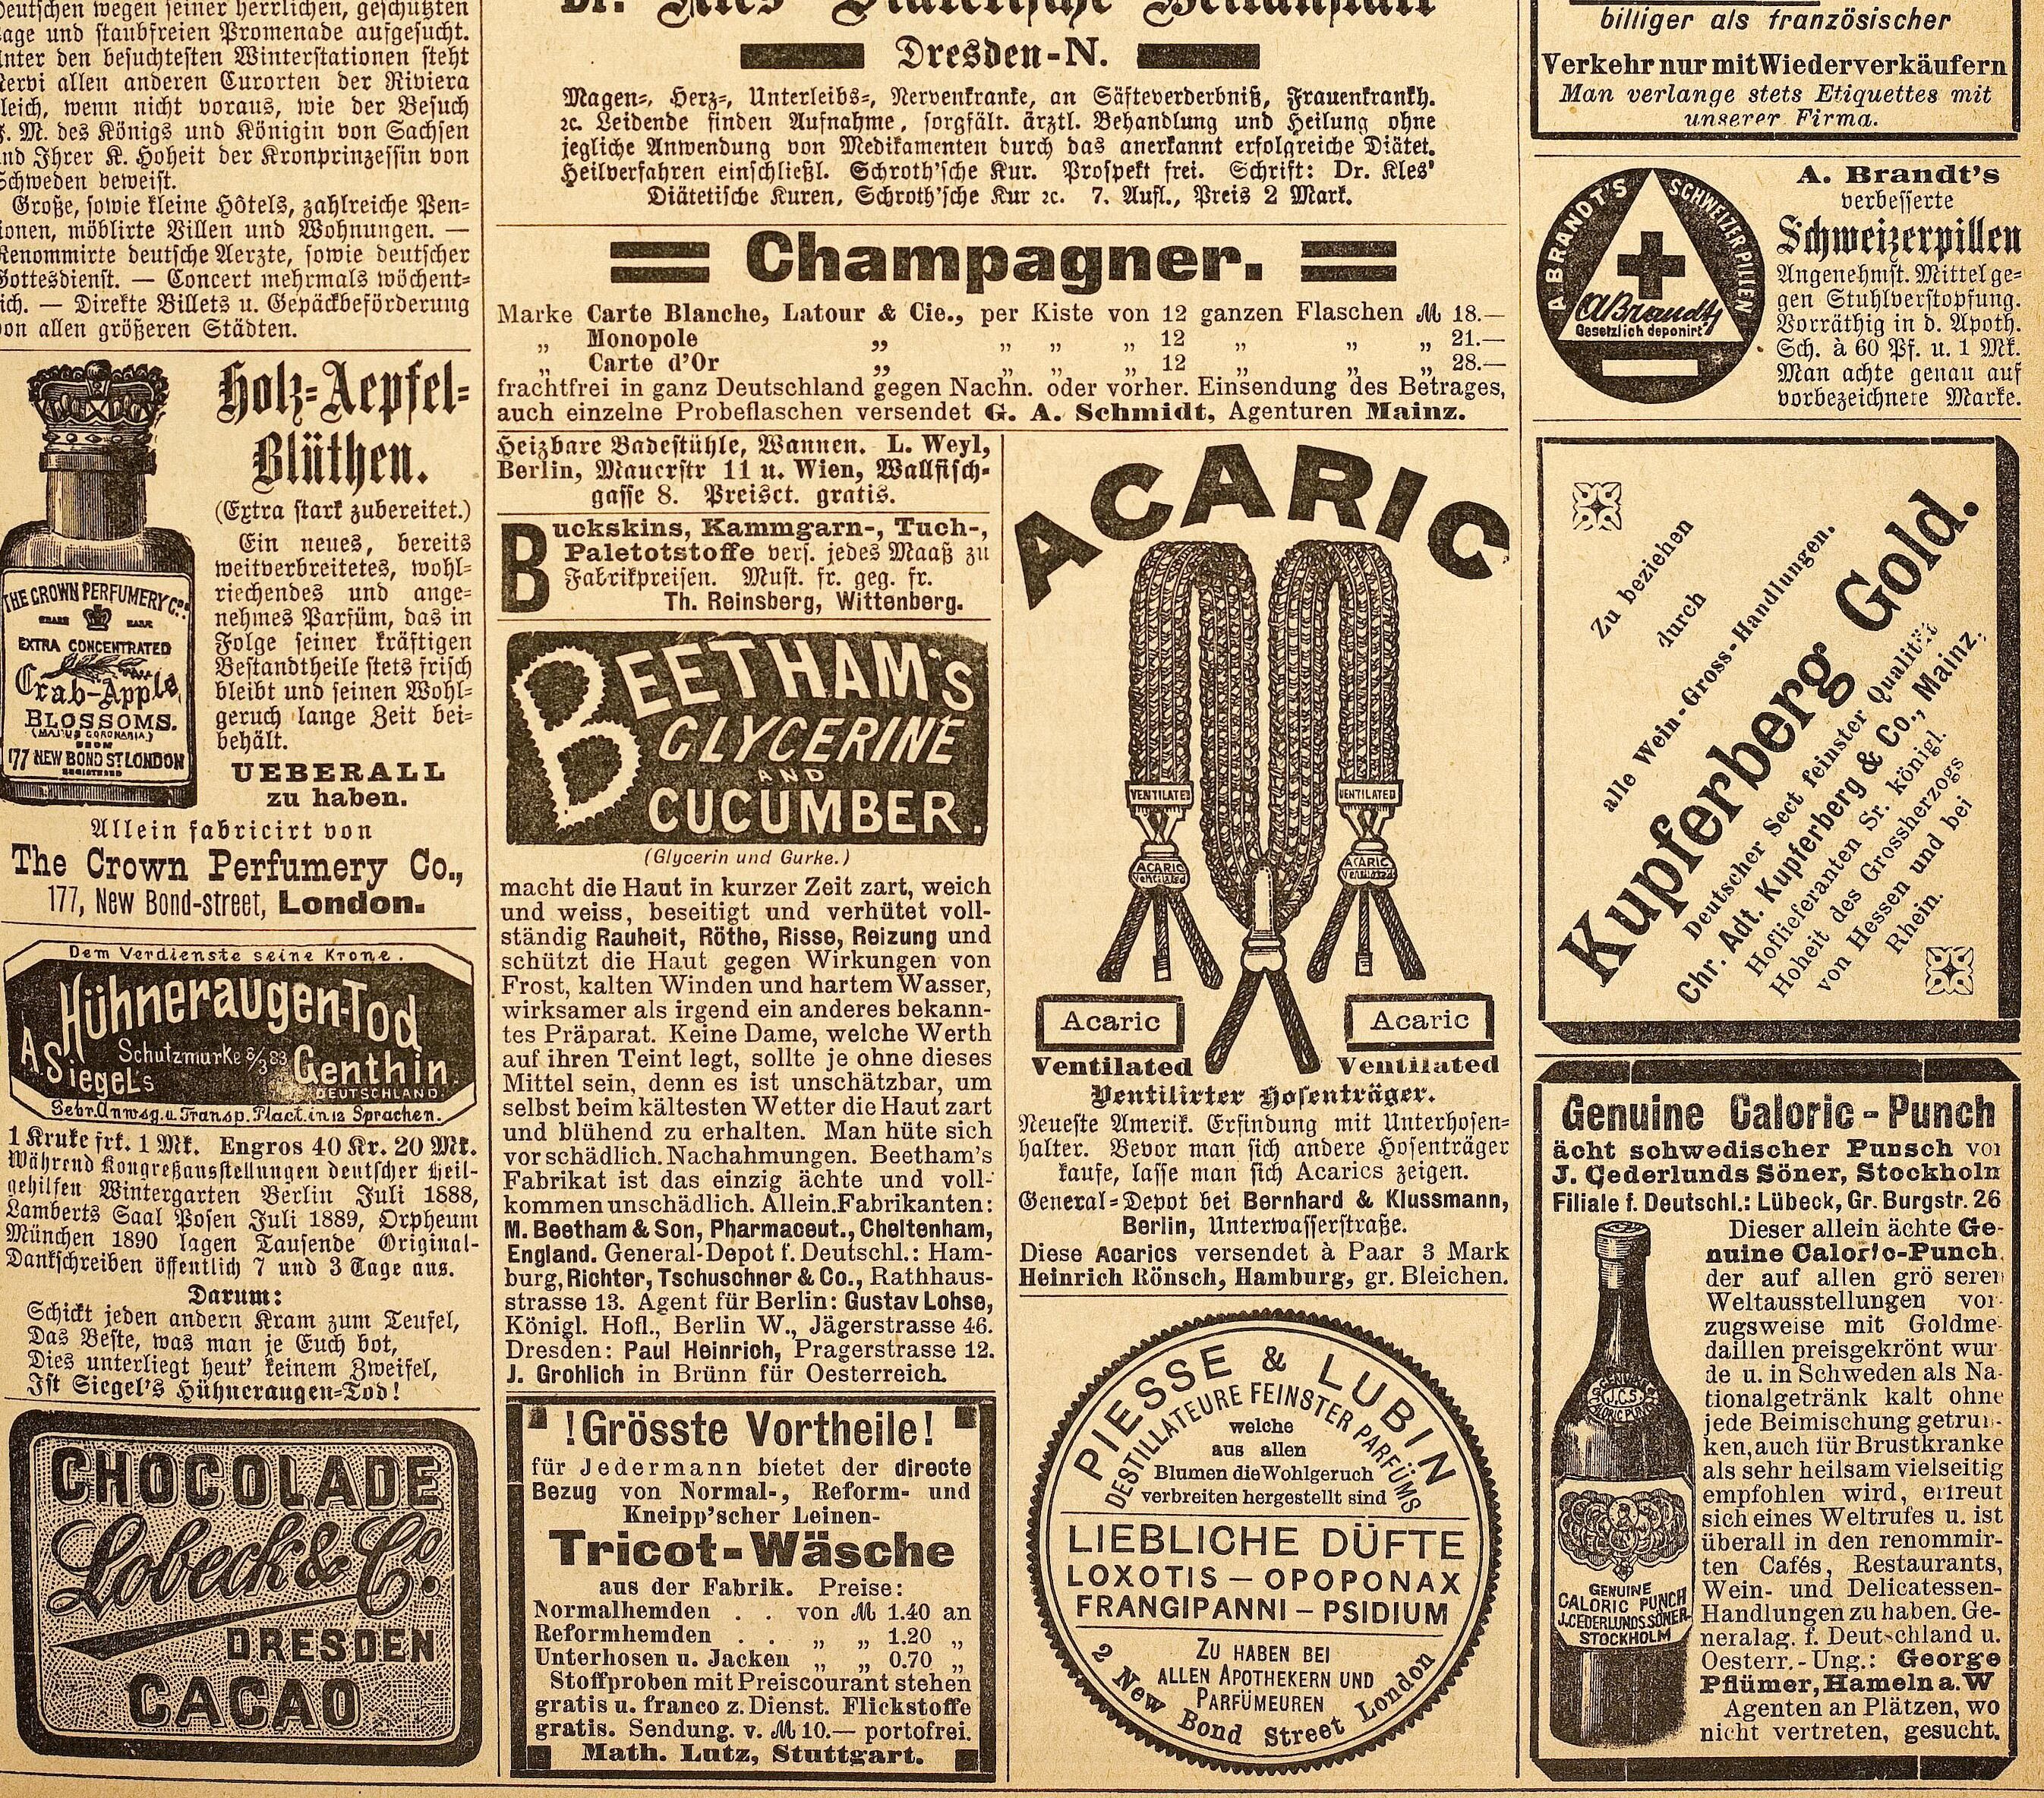 Deutschen wegen seiner herrlichen, geschützten
Lage und staubfreien Promenade aufgesucht.
Unter den besuchtesten Winterstationen steht
Nervi allen anderen Curorten der Riviera
gleich, wenn nicht voraus, wie der Besuch
J. M. des Königs und Königin von Sachsen
und Ihrer K. Hoheit der Kronprinzessin von
Schweden beweist.
Große, sowie kleine Hôtels, zahlreiche Pen-
sionen, möblirte Villen und Wohnungen. —
Renommirte deutsche Aerzte, sowie deutscher
Gottesdienst. — Concert mehrmals wöchent-
lich. — Direkte Billets u. Gepäckbeförderung
von allen größeren Städten.
THE CROWN PERFUMERY Co.
TRADE MARK
EXTRA CONCENTRATED
Crab-Apple
BLOSSOMS.
(MALUS CORONARIA.)
FROM
177 NEW BOND ST LONDON
REGISTERED
Holz-Aepfel-
Blüthen.
(Extra stark zubereitet.)
Ein neues, bereits
weitverbreitetes, wohl-
riechendes und ange-
nehmes Parfüm, das in
Folge seiner kräftigen
Bestandtheile stets frisch
bleibt und seinen Wohl-
geruch lange Zeit bei-
behält.
UEBERALL
zu haben.
Allein fabricirt von
The Crown Perfumery Co.,
177, New Bond-street, London.
Dem Verdienste seine Krone.
Hühneraugen-Tod
A. Siegels Schutzmarke 8/3 83 Genthin
DEUTSCHLAND.
Gebr.Anwsg.u.Transp.Plact.in 12 Sprachen.
1 Kruke frk. 1 Mk. Engros 40 Kr. 20 Mk.
Während Kongreßausstellungen deutscher Heil-
gehilfen Wintergarten Berlin Juli 1888,
Lamberts Saal Posen Juli 1889, Orpheum
München 1890 lagen Tausende Original-
Dankschreiben öffentlich 7 und 3 Tage aus.
Darum:
Schickt jeden andern Kram zum Teufel,
Das Beste, was man je Euch bot,
Dies unterliegt heut' keinem Zweifel,
Ist Siegel's Hühneraugen-Tod!
CHOCOLADE
Lobeck & Co.
DRESDEN
CACAO
Dr. Kles' Diätetische Heilanstalt
Dresden-N.
Magen-, Herz-, Unterleibs-, Nervenkranke, an Säfteverderbniß, Frauenkrankh.
ꝛc. Leidende finden Aufnahme, sorgfält. ärztl. Behandlung und Heilung ohne
jegliche Anwendung von Medikamenten durch das anerkannt erfolgreiche Diätet.
Heilverfahren einschließl. Schroth'sche Kur. Prospekt frei. Schrift: Dr. Kles'
Diätetische Kuren, Schroth'sche Kur ꝛc. 7. Aufl., Preis 2 Mark.
Champagner.
Marke Carte Blanche, Latour & Cie., per Kiste von 12 ganzen Flaschen ℳ 18.—
„ Monopole „ „ „ „ 12 „ „ „ 21.—
„ Carte d'Or „ „ „ „ 12 „ „ „ 28.—
frachtfrei in ganz Deutschland gegen Nachn. oder vorher. Einsendung des Betrages,
auch einzelne Probeflaschen versendet G. A. Schmidt, Agenturen Mainz.
Heizbare Badestühle, Wannen. L. Weyl,
Berlin, Mauerstr 11 u. Wien, Wallfisch-
gasse 8. Preisct. gratis.
Buckskins, Kammgarn-, Tuch-,
Paletotstoffe vers. jedes Maaß zu
Fabrikpreisen. Must. fr. geg. fr.
Th. Reinsberg, Wittenberg.
BEETHAM'S
GLYCERINE
AND
CUCUMBER.
(Glycerin und Gurke.)
macht die Haut in kurzer Zeit zart, weich
und weiss, beseitigt und verhütet voll-
ständig Rauheit, Röthe, Risse, Reizung und
schützt die Haut gegen Wirkungen von
Frost, kalten Winden und hartem Wasser,
wirksamer als irgend ein anderes bekann-
tes Präparat. Keine Dame, welche Werth
auf ihren Teint legt, sollte je ohne dieses
Mittel sein, denn es ist unschätzbar, um
selbst beim kältesten Wetter die Haut zart
und blühend zu erhalten. Man hüte sich
vor schädlich. Nachahmungen. Beetham's
Fabrikat ist das einzig ächte und voll-
kommen unschädlich. Allein.Fabrikanten:
M. Beetham & Son, Pharmaceut., Cheltenham,
England. General-Depot f. Deutschl.: Ham-
burg, Richter, Tschuschner & Co., Rathhaus-
strasse 13. Agent für Berlin: Gustav Lohse,
Königl. Hofl., Berlin W., Jägerstrasse 46.
Dresden: Paul Heinrich, Pragerstrasse 12.
J. Grohlich in Brünn für Oesterreich.
!Grösste Vortheile!
für Jedermann bietet der directe
Bezug von Normal-, Reform- und
Kneipp'scher Leinen-
Tricot-Wäsche
aus der Fabrik. Preise:
Normalhemden . . von ℳ 1.40 an
Reformhemden . . „ „ 1.20 „
Unterhosen u. Jacken „ „ 0.70 „
Stoffproben mit Preiscourant stehen
gratis u. franco z. Dienst. Flickstoffe
gratis. Sendung. v. ℳ 10.— portofrei.
Math. Lutz, Stuttgart.
ACARIC
VENTILATED
VENTILATED
ACARIC
Ventilated
ACARIC
Ventilated
Acaric
Acaric
Ventilated
Ventilated
Ventilirter Hosenträger.
Neueste Amerik. Erfindung mit Unterhosen-
halter. Bevor man sich andere Hosenträger
kaufe, lasse man sich Acarics zeigen.
General-Depot bei Bernhard & Klussmann,
Berlin, Unterwasserstraße.
Diese Acarics versendet à Paar 3 Mark
Heinrich Rönsch, Hamburg, gr. Bleichen.
PIESSE & LUBIN
DESTILLATEURE FEINSTER PARFÜMS
welche
aus allen
Blumen die Wohlgeruch
verbreiten hergestellt sind
LIEBLICHE DÜFTE
LOXOTIS – OPOPONAX
FRANGIPANNI – PSIDIUM
ZU HABEN BEI
ALLEN APOTHEKERN UND
PARFÜMEUREN
2 New Bond Street London
billiger als französischer
Verkehr nur mit Wiederverkäufern
Man verlange stets Etiquettes mit
unserer Firma.
A BRANDT'S SCHWEIZERPILLEN
ABrandt
Gesetzlich deponirt
A. Brandt's
verbesserte
Schweizerpillen
Angenehmst. Mittel ge-
gen Stuhlverstopfung.
Vorräthig in d. Apoth.
Sch. à 60 Pf. u. 1 Mk.
Man achte genau auf
vorbezeichnete Marke.
Zu beziehen
durch
alle Wein-Gross-Handlungen.
Kupferberg Gold.
Deutscher Sect feinster Qualität
Chr. Adt. Kupferberg & Co., Mainz,
Hoflieferanten Sr. königl.
Hoheit des Grossherzogs
von Hessen und bei
Rhein.
Genuine Caloric-Punch
ächt schwedischer Punsch von
J. Cederlunds Söner, Stockholm
Filiale f. Deutschl.: Lübeck, Gr. Burgstr. 26
GENUINE
J.C.S.
CALORIC PUNCH
GENUINE
CALORIC PUNCH
J.CEDERLUNDS SÖNER
STOCKHOLM
Dieser allein ächte Ge-
nuine Caloric-Punch,
der auf allen grö seren
Weltausstellungen vor-
zugsweise mit Goldme-
daillen preisgekrönt wur-
de u. in Schweden als Na-
tionalgetränk kalt ohne
jede Beimischung getrun-
ken, auch für Brustkranke
als sehr heilsam vielseitig
empfohlen wird, erfreut
sich eines Weltrufes u. ist
überall in den renommir-
ten Cafés, Restaurants,
Wein- und Delicatessen-
Handlungen zu haben. Ge-
neralag. f. Deutschland u.
Oesterr.-Ung.: George
Pflümer, Hameln a. W
Agenten an Plätzen, wo
nicht vertreten, gesucht.